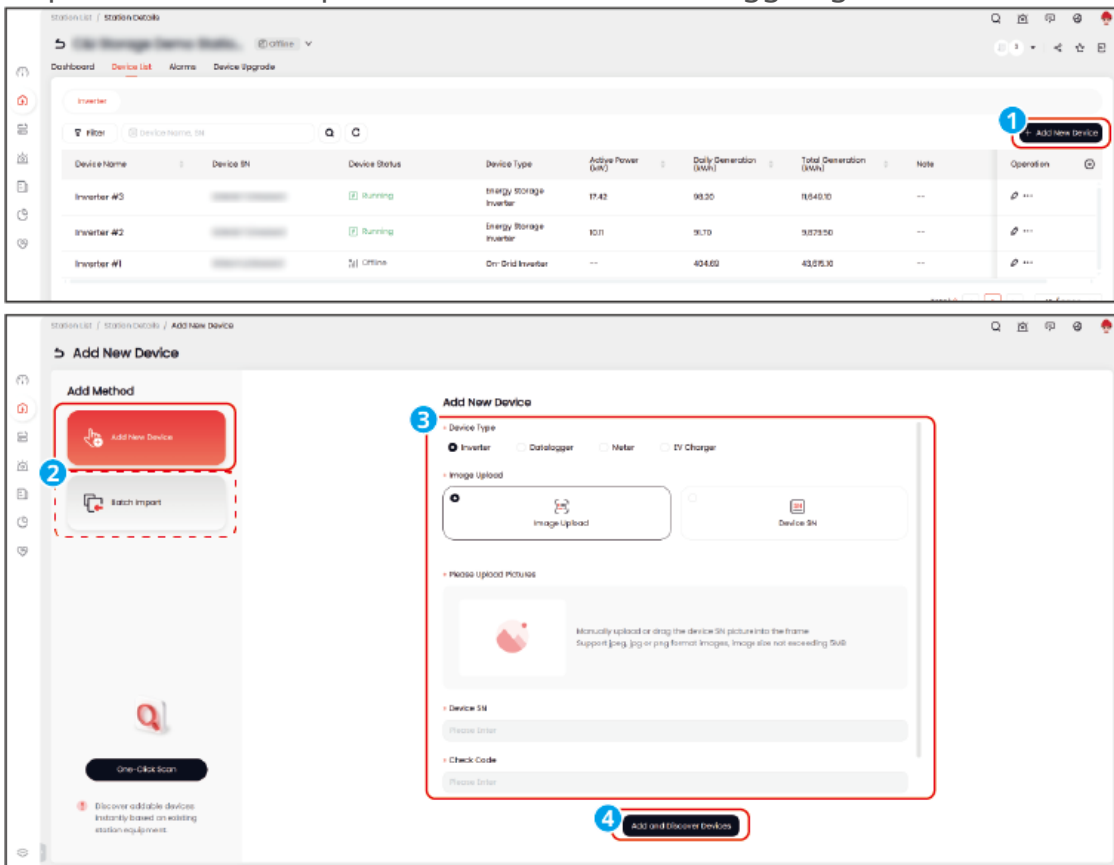 Station List / Station Details
Offline
Dashboard Device List Alarms Device Upgrade
Inverter
Filter Device Name, SN
1
+ Add New Device
Device Name Device SN Device Status Device Type Active Power (kW) Daily Generation (kWh) Total Generation (kWh) Note Operation
Inverter #3 Running Energy Storage Inverter 17.42 98.20 11,640.10 -- ...
Inverter #2 Running Energy Storage Inverter 10.11 91.70 9,879.50 -- ...
Inverter #1 Offline On-Grid Inverter -- 404.69 43,615.10 -- ...
Station List / Station Details / Add New Device
Add New Device
Add Method
Add New Device
2
Batch Import
One-Click Scan
Discover addable devices
instantly based on existing
station equipment.
Add New Device
3
* Device Type
Inverter Datalogger Meter EV Charger
* Image Upload
Image Upload Device SN
* Please Upload Pictures
Manually upload or drag the device SN picture into the frame
Support jpeg, jpg or png format images, image size not exceeding 5MB
* Device SN
Please Enter
* Check Code
Please Enter
4
Add and Discover Devices